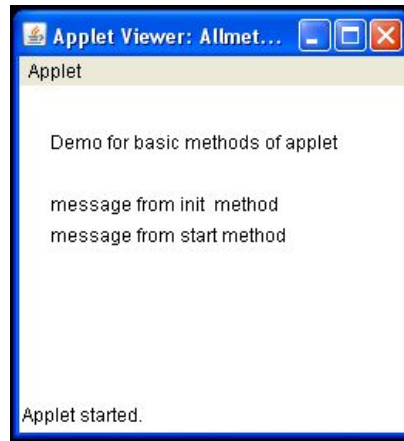 Applet Viewer: Allmet...
Applet
Demo for basic methods of applet
message from init  method
message from start method
Applet started.